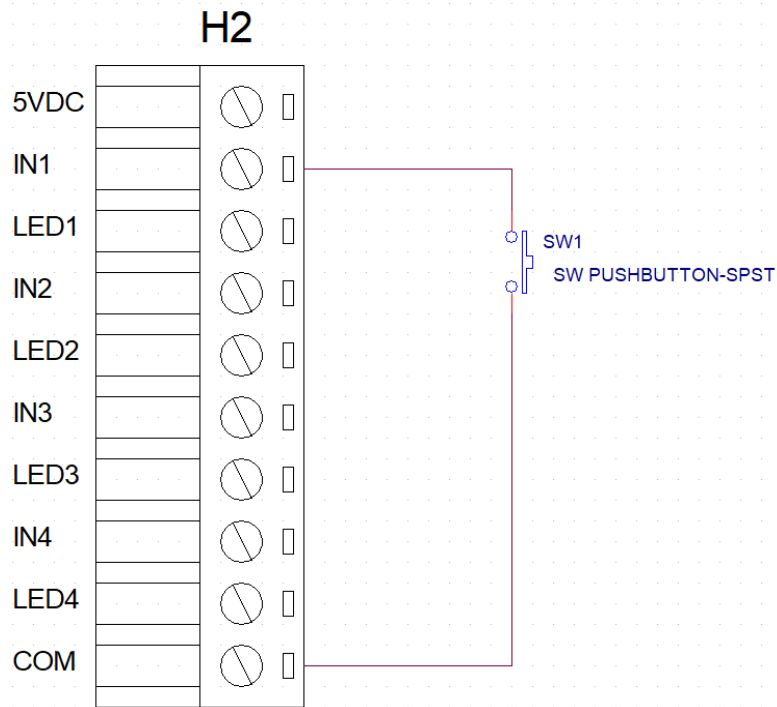 H2
5VDC
IN1
LED1
SW1
SW PUSHBUTTON-SPST
IN2
LED2
IN3
LED3
IN4
LED4
COM